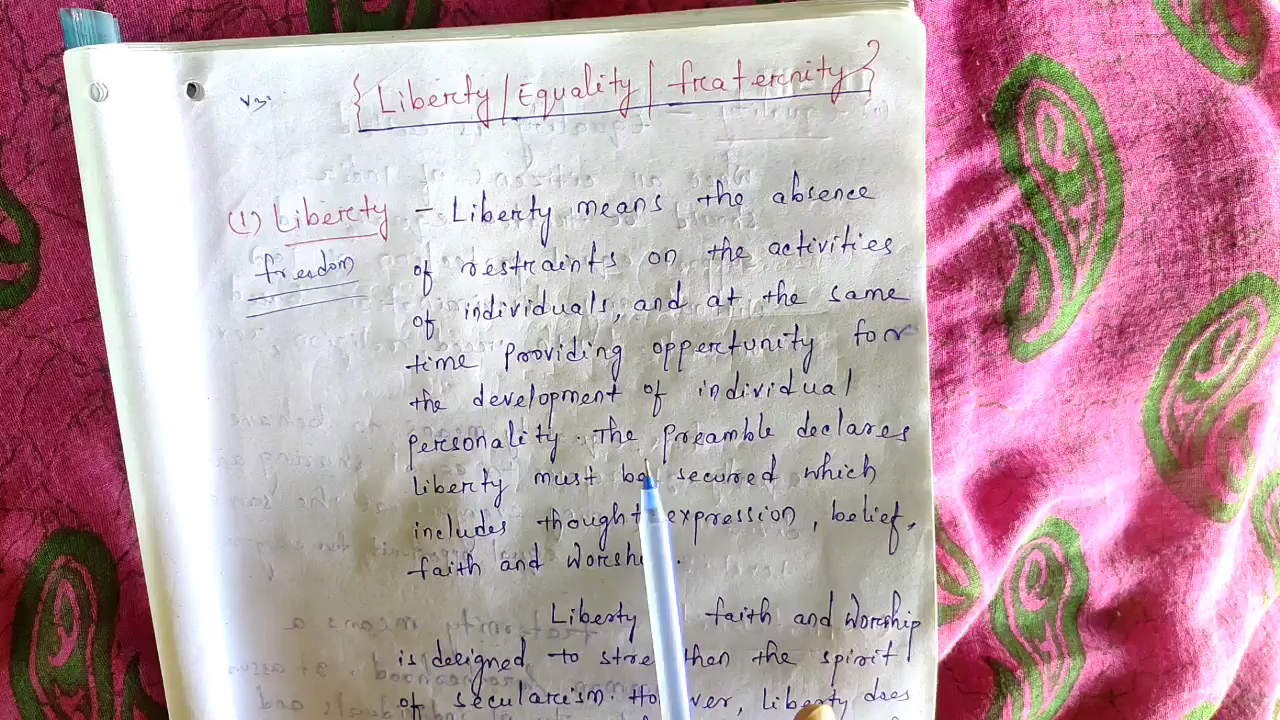 {Liberty / Equality / fraternity}
(1) Liberty - Liberty means the absence
freedom
of restraints on the activities
of individuals, and at the same
time providing oppertunity for
the development of individual
personality. The preamble declares
liberty must be secured which
includes thought expression, belief,
faith and
Liberty faith and worship
is designed to then the spirit
of secularism. liberty does